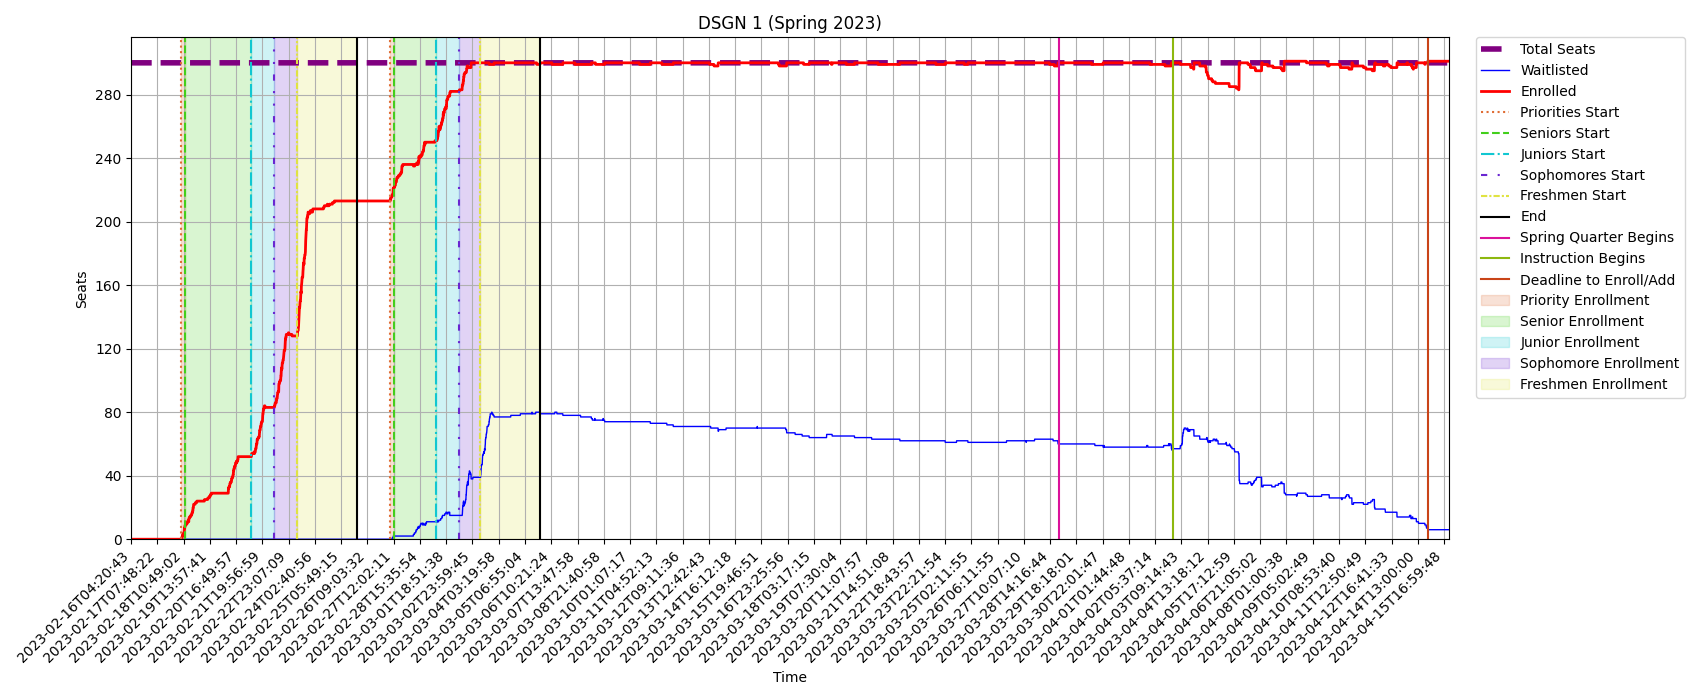 DSGN 1 (Spring 2023)
Seats
280
240
200
160
120
80
40
0
2023-02-16T04:20:43
2023-02-17T07:48:22
2023-02-18T10:49:02
2023-02-19T13:57:41
2023-02-20T16:49:57
2023-02-21T19:56:59
2023-02-22T23:07:09
2023-02-24T02:40:56
2023-02-25T05:49:15
2023-02-26T09:03:32
2023-02-27T12:02:11
2023-02-28T15:35:54
2023-03-01T18:51:38
2023-03-02T23:59:45
2023-03-04T03:19:58
2023-03-05T06:55:04
2023-03-06T10:21:24
2023-03-07T13:47:58
2023-03-08T21:40:58
2023-03-10T01:07:17
2023-03-11T04:52:13
2023-03-12T09:11:36
2023-03-13T12:42:43
2023-03-14T16:12:18
2023-03-15T19:46:51
2023-03-16T23:25:56
2023-03-18T03:17:15
2023-03-19T07:30:04
2023-03-20T11:07:57
2023-03-21T14:51:08
2023-03-22T18:43:57
2023-03-23T22:21:54
2023-03-25T02:11:55
2023-03-26T06:11:55
2023-03-27T10:07:10
2023-03-28T14:16:44
2023-03-29T18:18:01
2023-03-30T22:01:47
2023-04-01T01:44:48
2023-04-02T05:37:14
2023-04-03T09:14:43
2023-04-04T13:18:12
2023-04-05T17:12:59
2023-04-06T21:05:02
2023-04-08T01:00:38
2023-04-09T05:02:49
2023-04-10T08:53:40
2023-04-11T12:50:49
2023-04-12T16:41:33
2023-04-14T13:00:00
2023-04-15T16:59:48
Time
Total Seats
Waitlisted
Enrolled
Priorities Start
Seniors Start
Juniors Start
Sophomores Start
Freshmen Start
End
Spring Quarter Begins
Instruction Begins
Deadline to Enroll/Add
Priority Enrollment
Senior Enrollment
Junior Enrollment
Sophomore Enrollment
Freshmen Enrollment